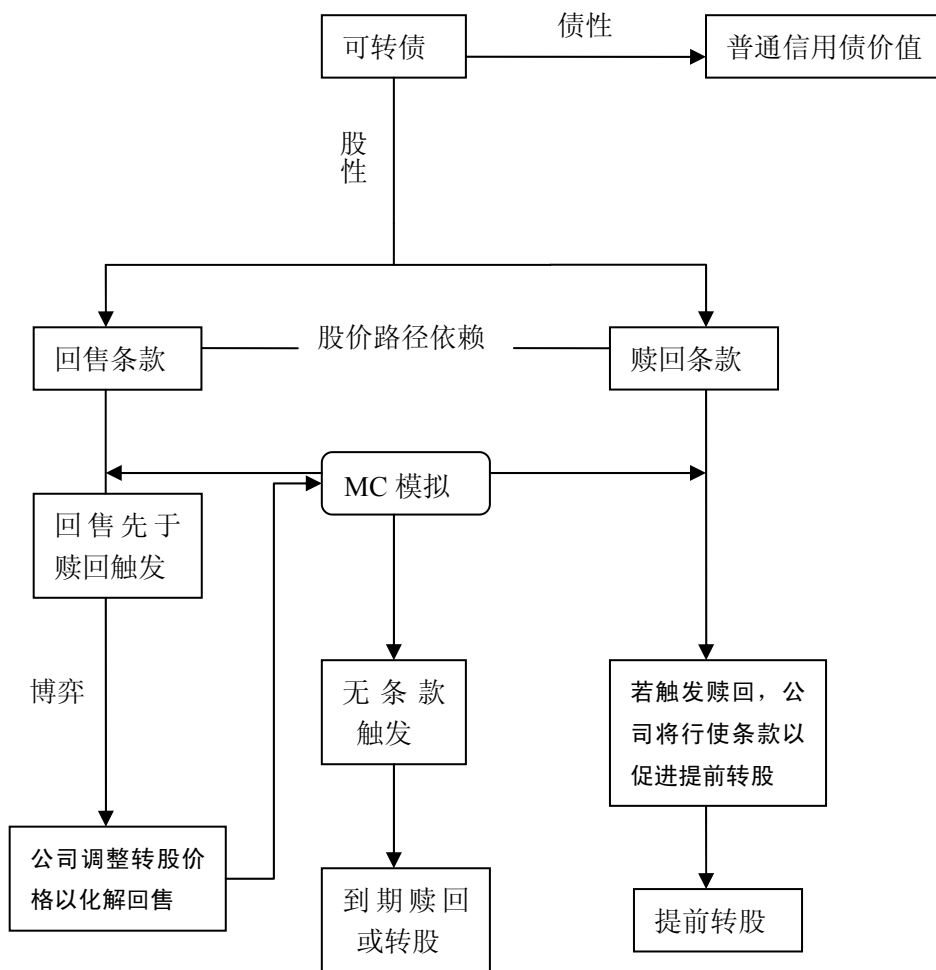 债性
可转债
普通信用债价值
股
性
股价路径依赖
回售条款
赎回条款
MC 模拟
回售先于
赎回触发
博弈
无条款
触发
若触发赎回，公
司将行使条款以
促进提前转股
公司调整转股价
格以化解回售
到期赎回
或转股
提前转股